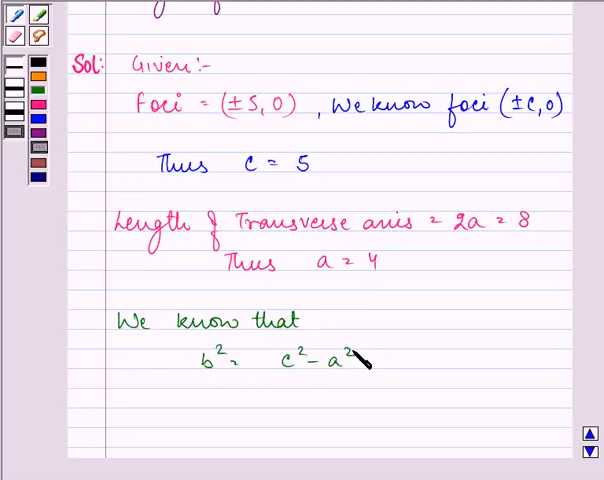 Sol: Given:-
Foci = (±5, 0) , We know foci (±c, 0)
Thus c = 5
Length of Transverse axis = 2a = 8
Thus a = 4
We know that
b² = c² - a²